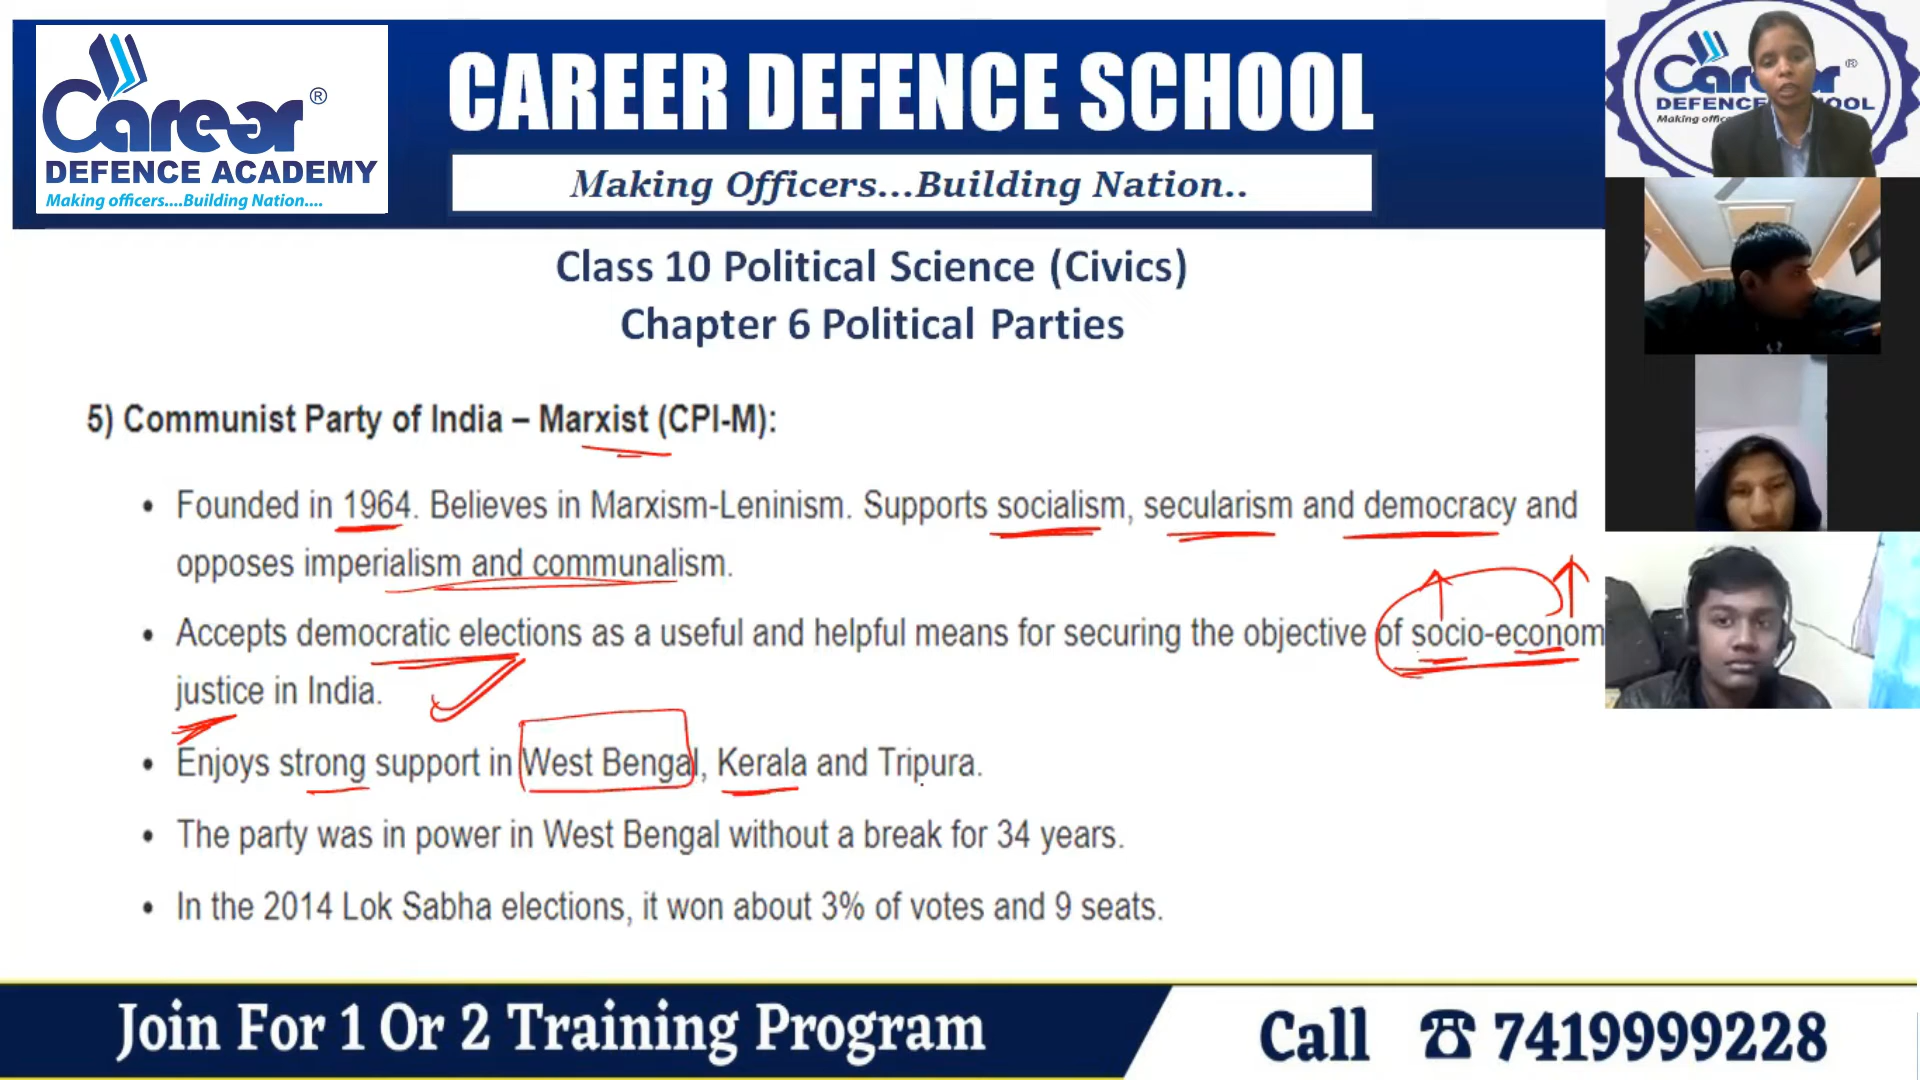 Career®
DEFENCE ACADEMY
Making officers....Building Nation....
CAREER DEFENCE SCHOOL
Making Officers...Building Nation..
Class 10 Political Science (Civics)
Chapter 6 Political Parties
5) Communist Party of India – Marxist (CPI-M):
• Founded in 1964. Believes in Marxism-Leninism. Supports socialism, secularism and democracy and
opposes imperialism and communalism.
• Accepts democratic elections as a useful and helpful means for securing the objective of socio-econom
justice in India.
• Enjoys strong support in West Bengal, Kerala and Tripura.
• The party was in power in West Bengal without a break for 34 years.
• In the 2014 Lok Sabha elections, it won about 3% of votes and 9 seats.
Join For 1 Or 2 Training Program
Call ☎ 7419999228
DEFENCE
Making offic